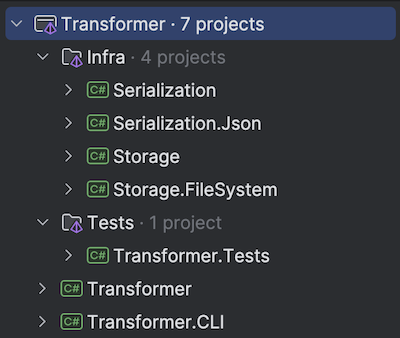 Transformer · 7 projects
Infra · 4 projects
C# Serialization
C# Serialization.Json
C# Storage
C# Storage.FileSystem
Tests · 1 project
C# Transformer.Tests
C# Transformer
C# Transformer.CLI